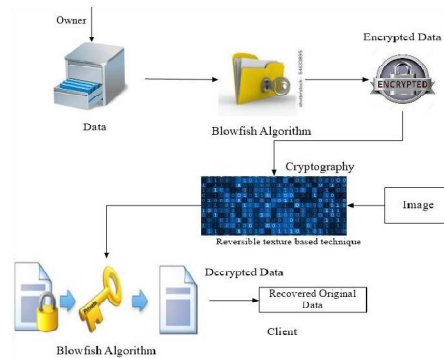 Owner
Encrypted Data
ENCRYPTED
Data
Blowfish Algorithm
Cryptography
Image
Reversible texture based technique
Decrypted Data
Recovered Original
Data
Client
Blowfish Algorithm